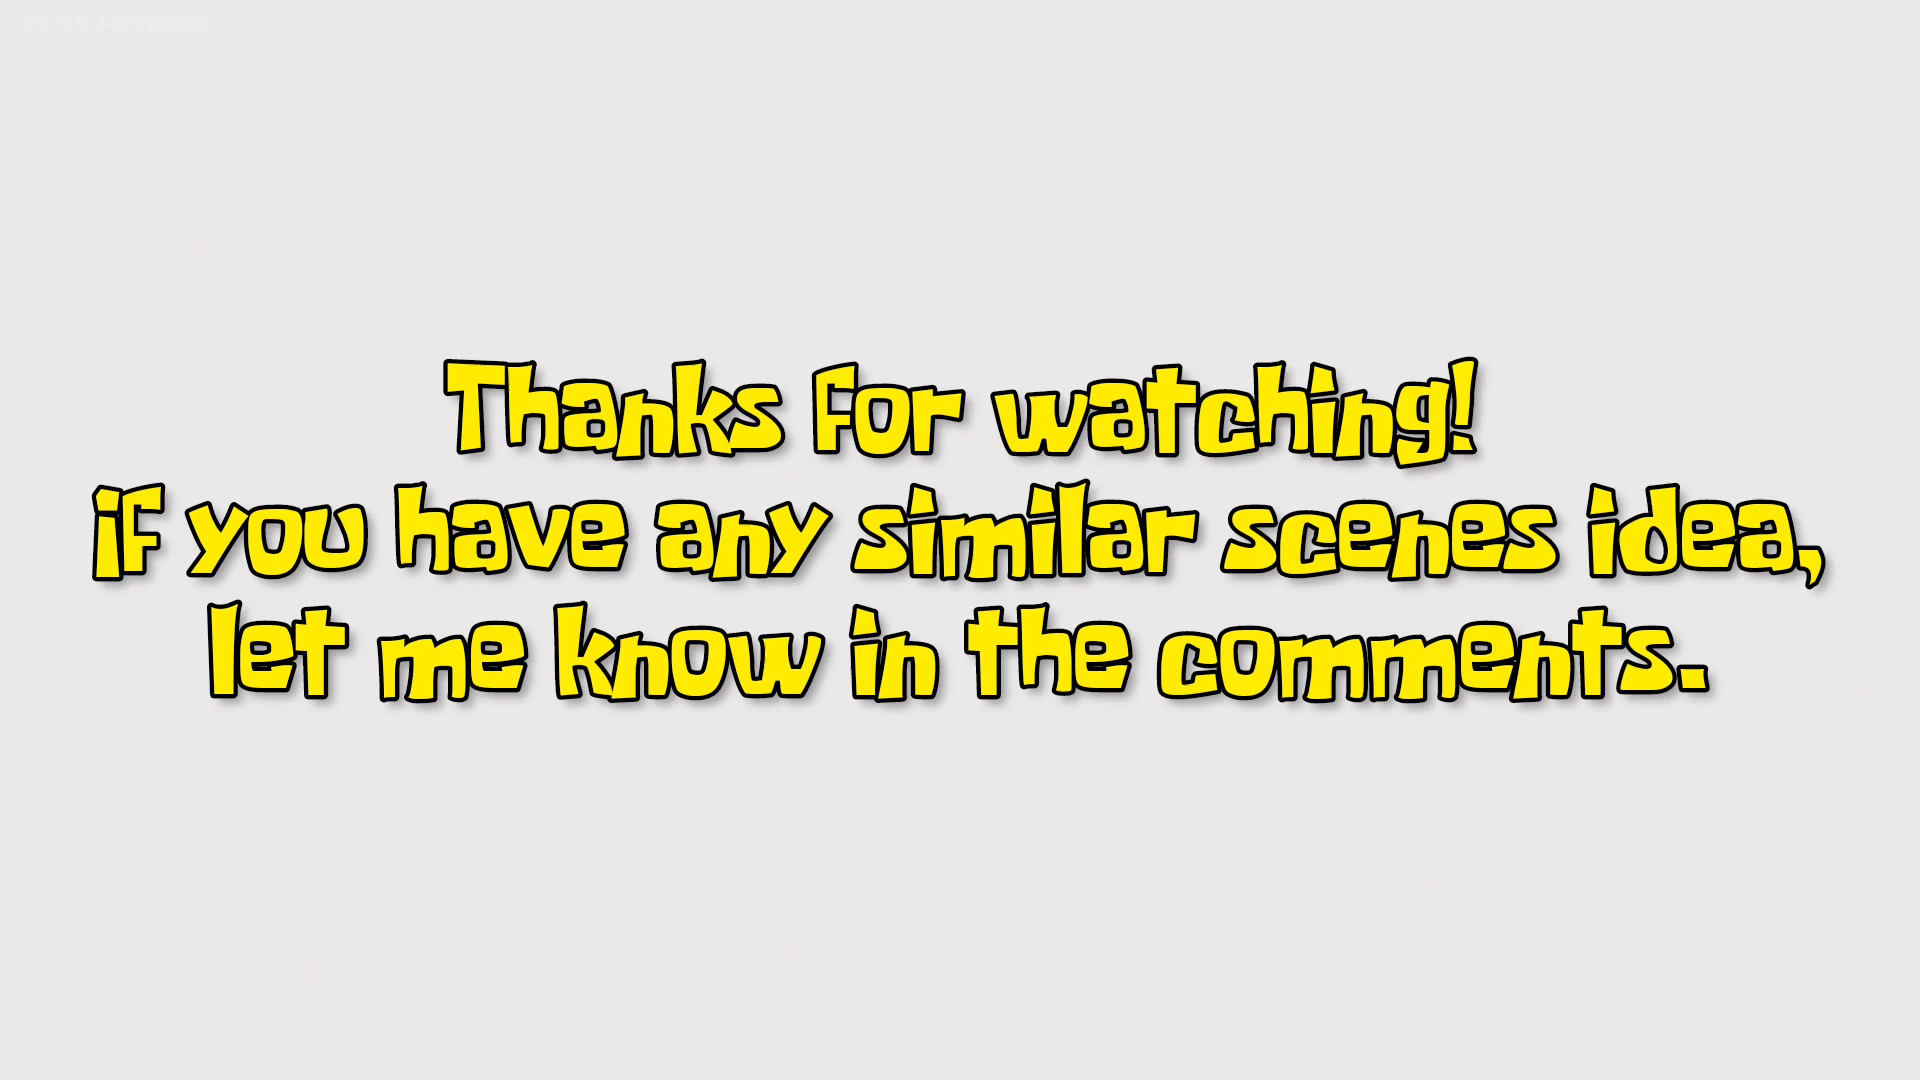 Thanks for watching!
if you have any similar scenes idea,
let me know in the comments.